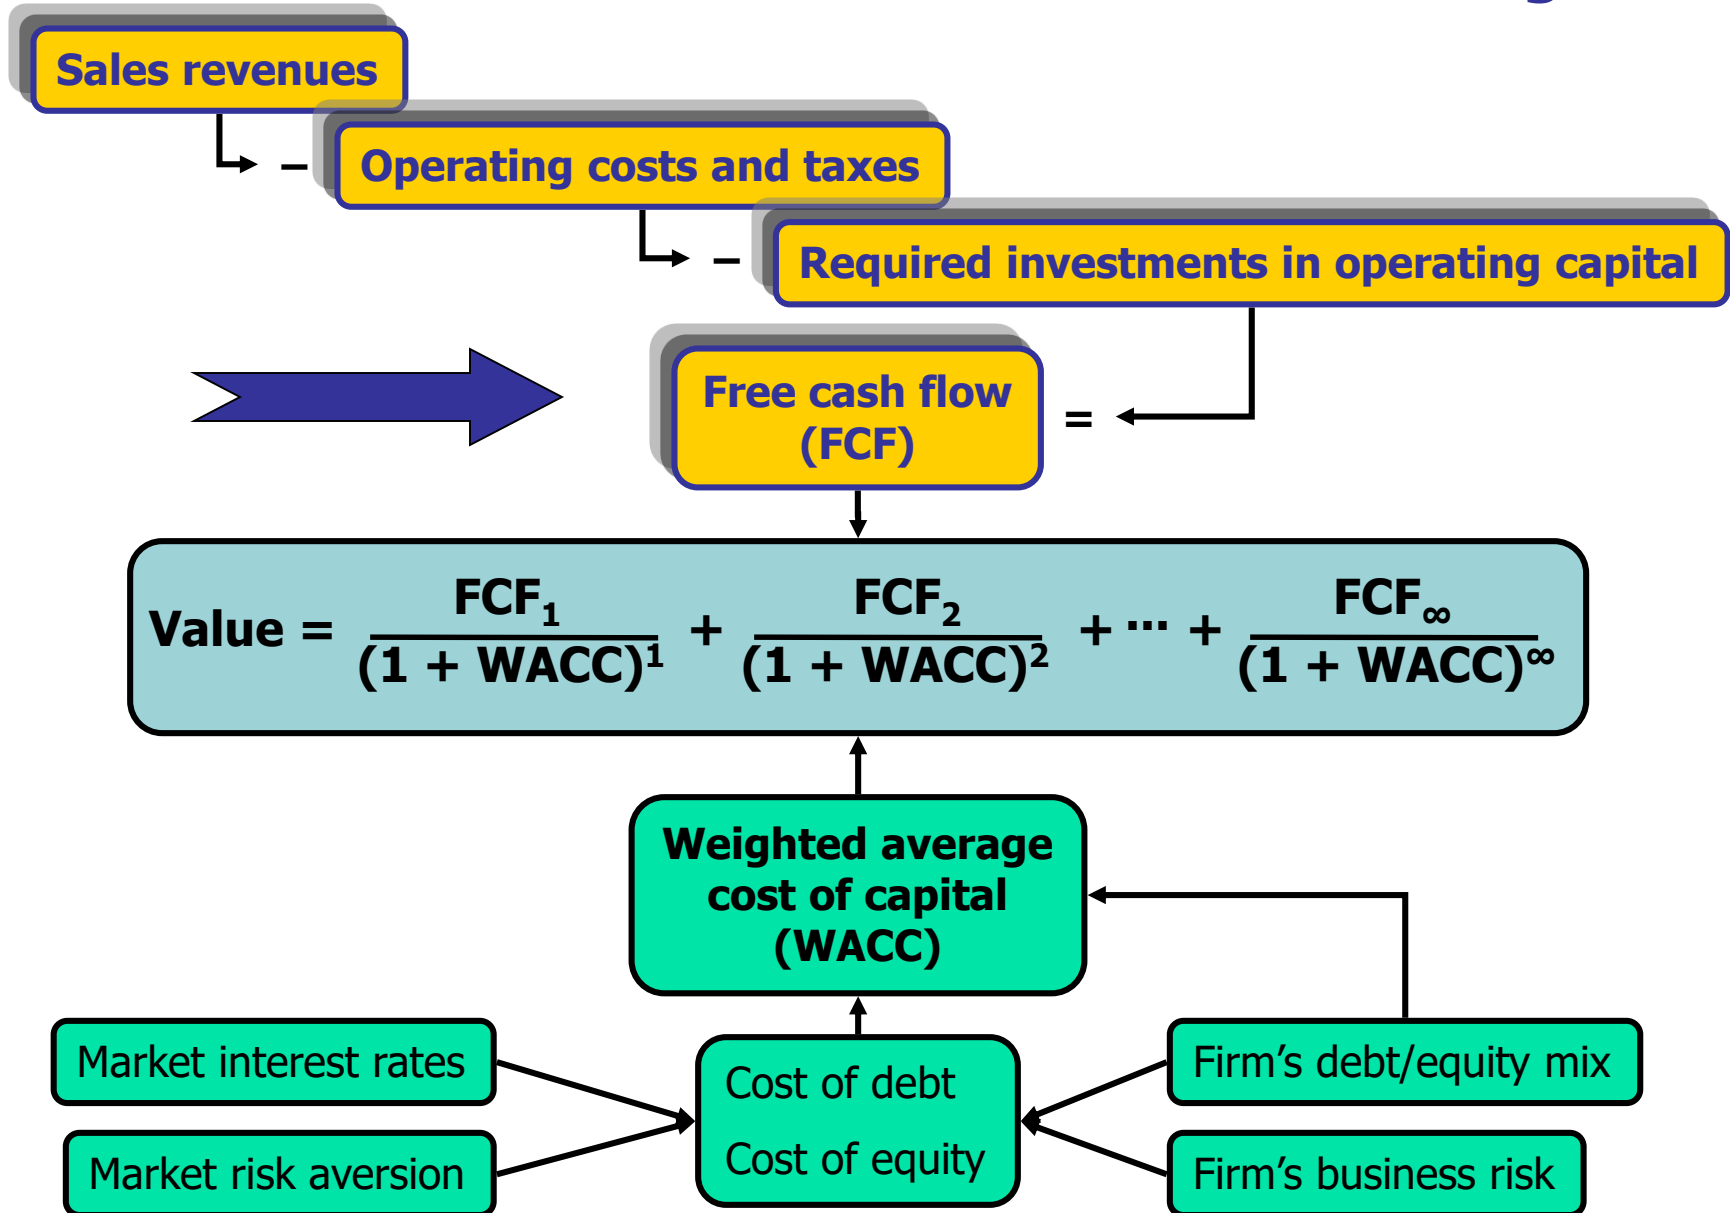 Sales revenues
– Operating costs and taxes
– Required investments in operating capital
Free cash flow
(FCF)
=
Value = FCF₁ / (1 + WACC)¹ + FCF₂ / (1 + WACC)² + ··· + FCF∞ / (1 + WACC)^∞
Weighted average
cost of capital
(WACC)
Market interest rates
Cost of debt
Firm’s debt/equity mix
Market risk aversion
Cost of equity
Firm’s business risk